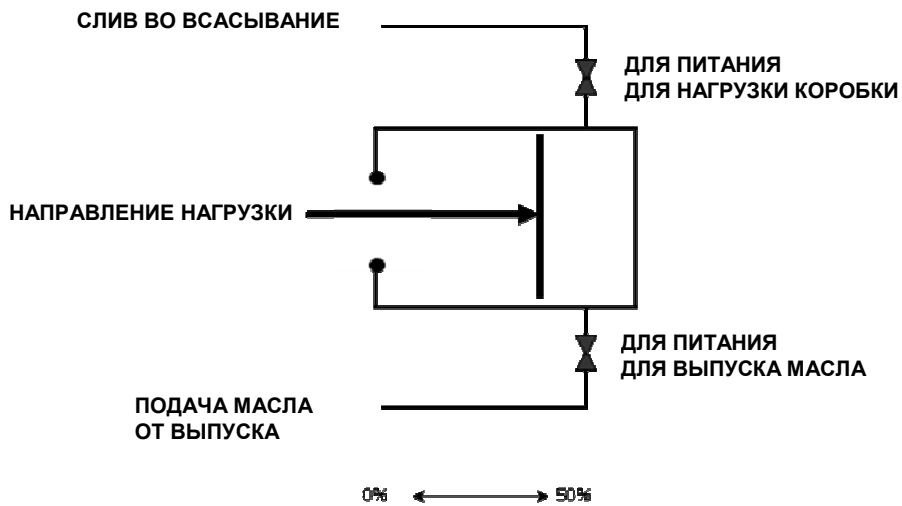 СЛИВ ВО ВСАСЫВАНИЕ
ДЛЯ ПИТАНИЯ
ДЛЯ НАГРУЗКИ КОРОБКИ
НАПРАВЛЕНИЕ НАГРУЗКИ
ДЛЯ ПИТАНИЯ
ДЛЯ ВЫПУСКА МАСЛА
ПОДАЧА МАСЛА
ОТ ВЫПУСКА
0% 50%